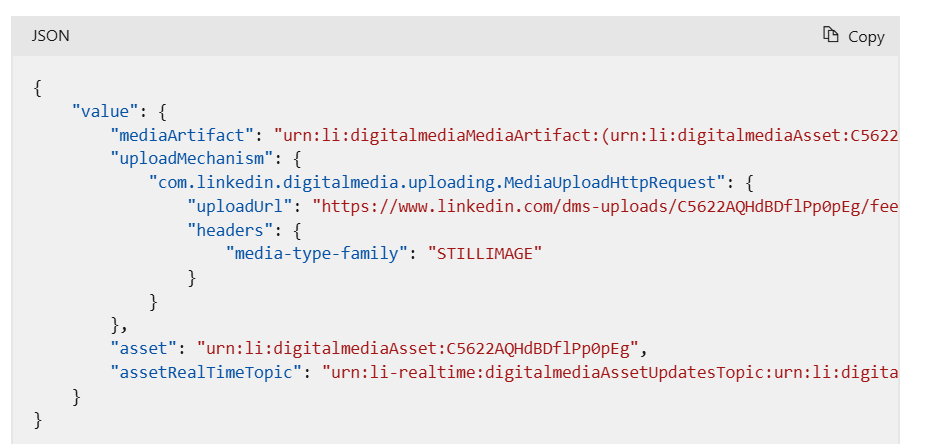 JSON
Copy
{
"value": {
"mediaArtifact": "urn:li:digitalmediaMediaArtifact:(urn:li:digitalmediaAsset:C5622
"uploadMechanism": {
"com.linkedin.digitalmedia.uploading.MediaUploadHttpRequest": {
"uploadUrl": "https://www.linkedin.com/dms-uploads/C5622AQHdBDflPp0pEg/fee
"headers": {
"media-type-family": "STILLIMAGE"
}
}
},
"asset": "urn:li:digitalmediaAsset:C5622AQHdBDflPp0pEg",
"assetRealTimeTopic": "urn:li-realtime:digitalmediaAssetUpdatesTopic:urn:li:digita
}
}